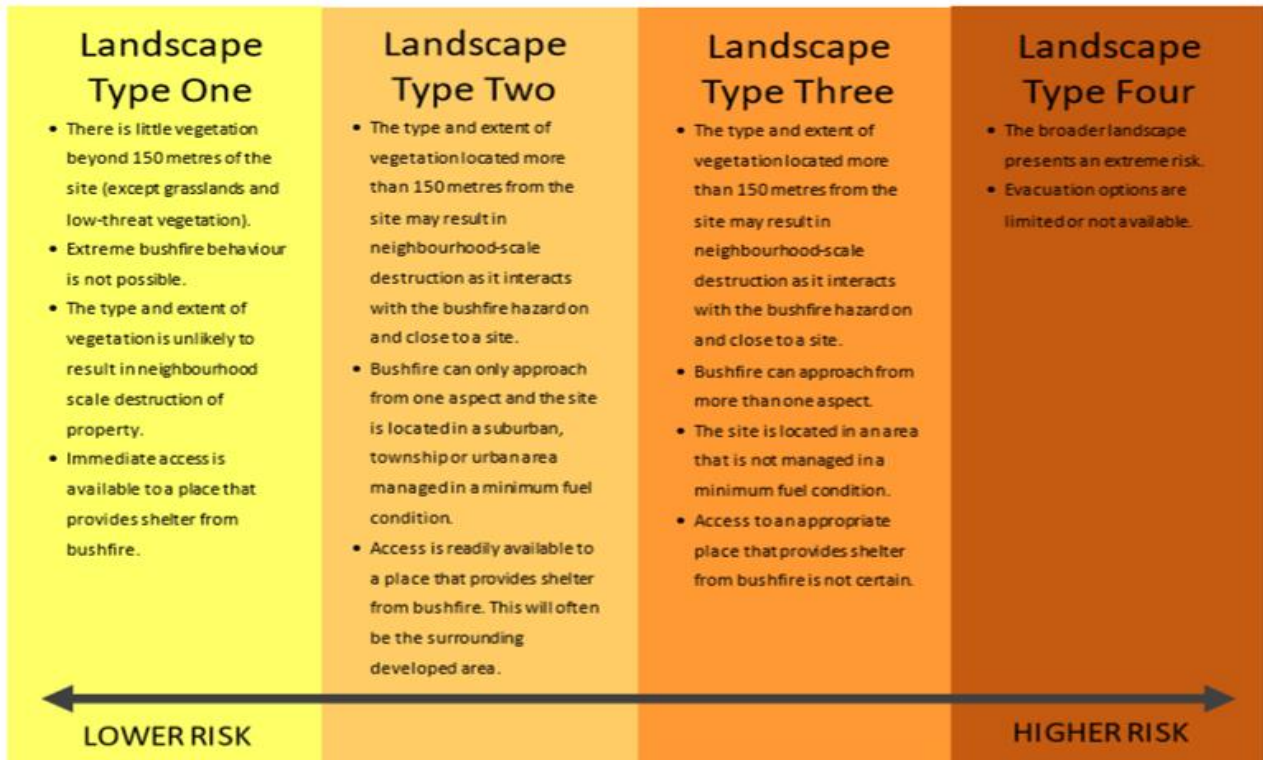 Landscape
Type One
• There is little vegetation
beyond 150 metres of the
site (except grasslands and
low-threat vegetation).
• Extreme bushfire behaviour
is not possible.
• The type and extent of
vegetation is unlikely to
result in neighbourhood
scale destruction of
property.
• Immediate access is
available to a place that
provides shelter from
bushfire.
Landscape
Type Two
• The type and extent of
vegetation located more
than 150 metres from the
site may result in
neighbourhood-scale
destruction as it interacts
with the bushfire hazard on
and close to a site.
• Bushfire can only approach
from one aspect and the site
is located in a suburban,
township or urban area
managed in a minimum fuel
condition.
• Access is readily available to
a place that provides shelter
from bushfire. This will often
be the surrounding
developed area.
Landscape
Type Three
• The type and extent of
vegetation located more
than 150 metres from the
site may result in
neighbourhood-scale
destruction as it interacts
with the bushfire hazard on
and close to a site.
• Bushfire can approach from
more than one aspect.
• The site is located in an area
that is not managed in a
minimum fuel condition.
• Access to an appropriate
place that provides shelter
from bushfire is not certain.
Landscape
Type Four
• The broader landscape
presents an extreme risk.
• Evacuation options are
limited or not available.
LOWER RISK
HIGHER RISK